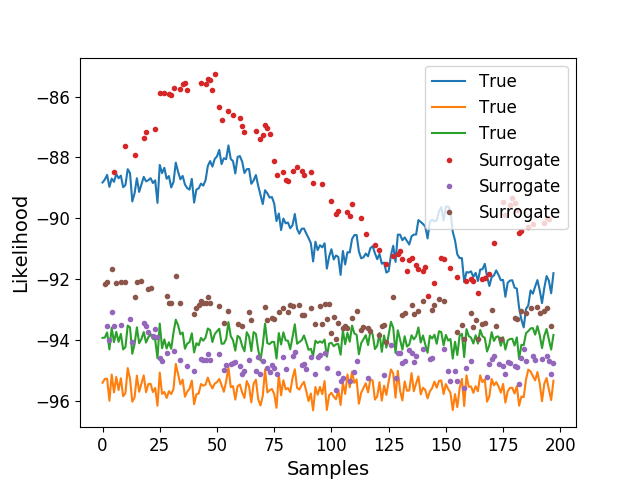 True
True
True
Surrogate
Surrogate
Surrogate
−86
−88
−90
−92
−94
−96
Likelihood
0
25
50
75
100
125
150
175
200
Samples